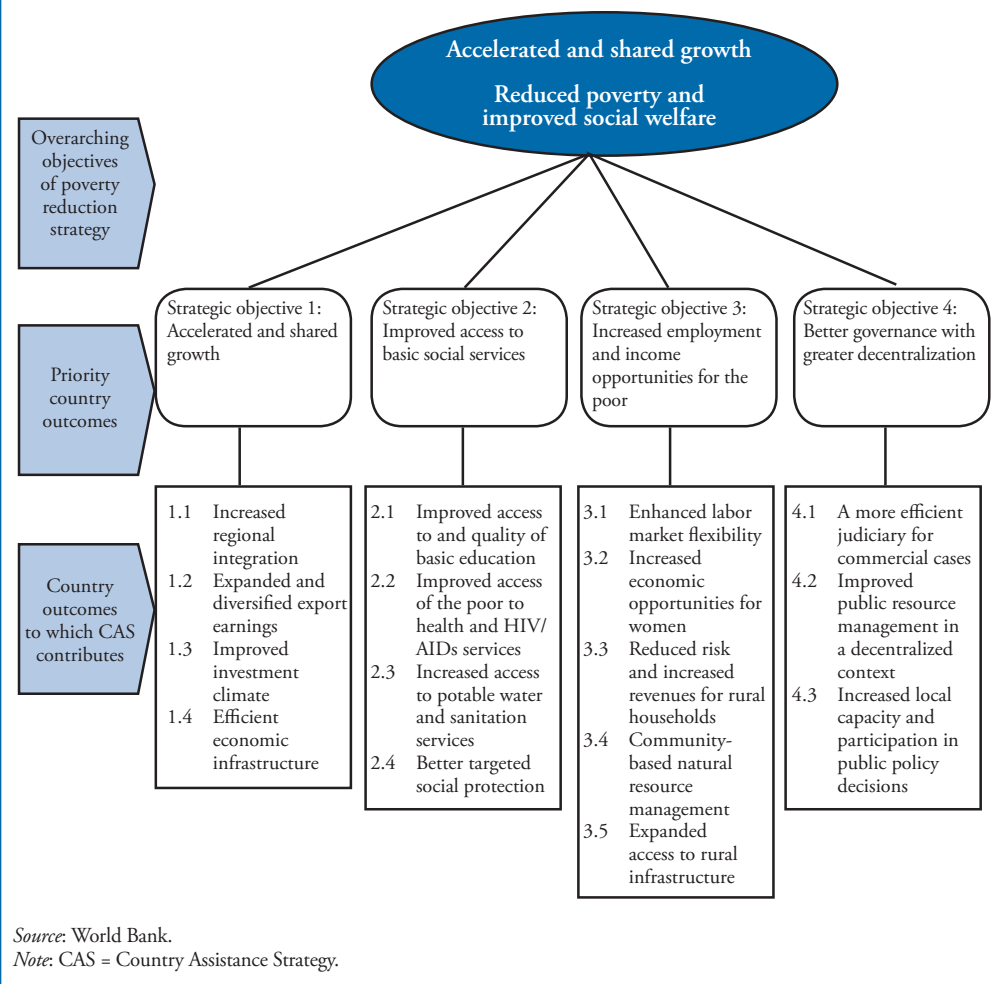 Accelerated and shared growth
Reduced poverty and
improved social welfare
Overarching
objectives
of poverty
reduction
strategy
Priority
country
outcomes
Strategic objective 1:
Accelerated and shared
growth
Strategic objective 2:
Improved access to
basic social services
Strategic objective 3:
Increased employment
and income
opportunities for the
poor
Strategic objective 4:
Better governance with
greater decentralization
Country
outcomes
to which CAS
contributes
1.1 Increased
regional
integration
1.2 Expanded and
diversified export
earnings
1.3 Improved
investment
climate
1.4 Efficient
economic
infrastructure
2.1 Improved access
to and quality of
basic education
2.2 Improved access
of the poor to
health and HIV/
AIDs services
2.3 Increased access
to potable water
and sanitation
services
2.4 Better targeted
social protection
3.1 Enhanced labor
market flexibility
3.2 Increased
economic
opportunities for
women
3.3 Reduced risk
and increased
revenues for rural
households
3.4 Community-
based natural
resource
management
3.5 Expanded
access to rural
infrastructure
4.1 A more efficient
judiciary for
commercial cases
4.2 Improved
public resource
management in
a decentralized
context
4.3 Increased local
capacity and
participation in
public policy
decisions
Source: World Bank.
Note: CAS = Country Assistance Strategy.